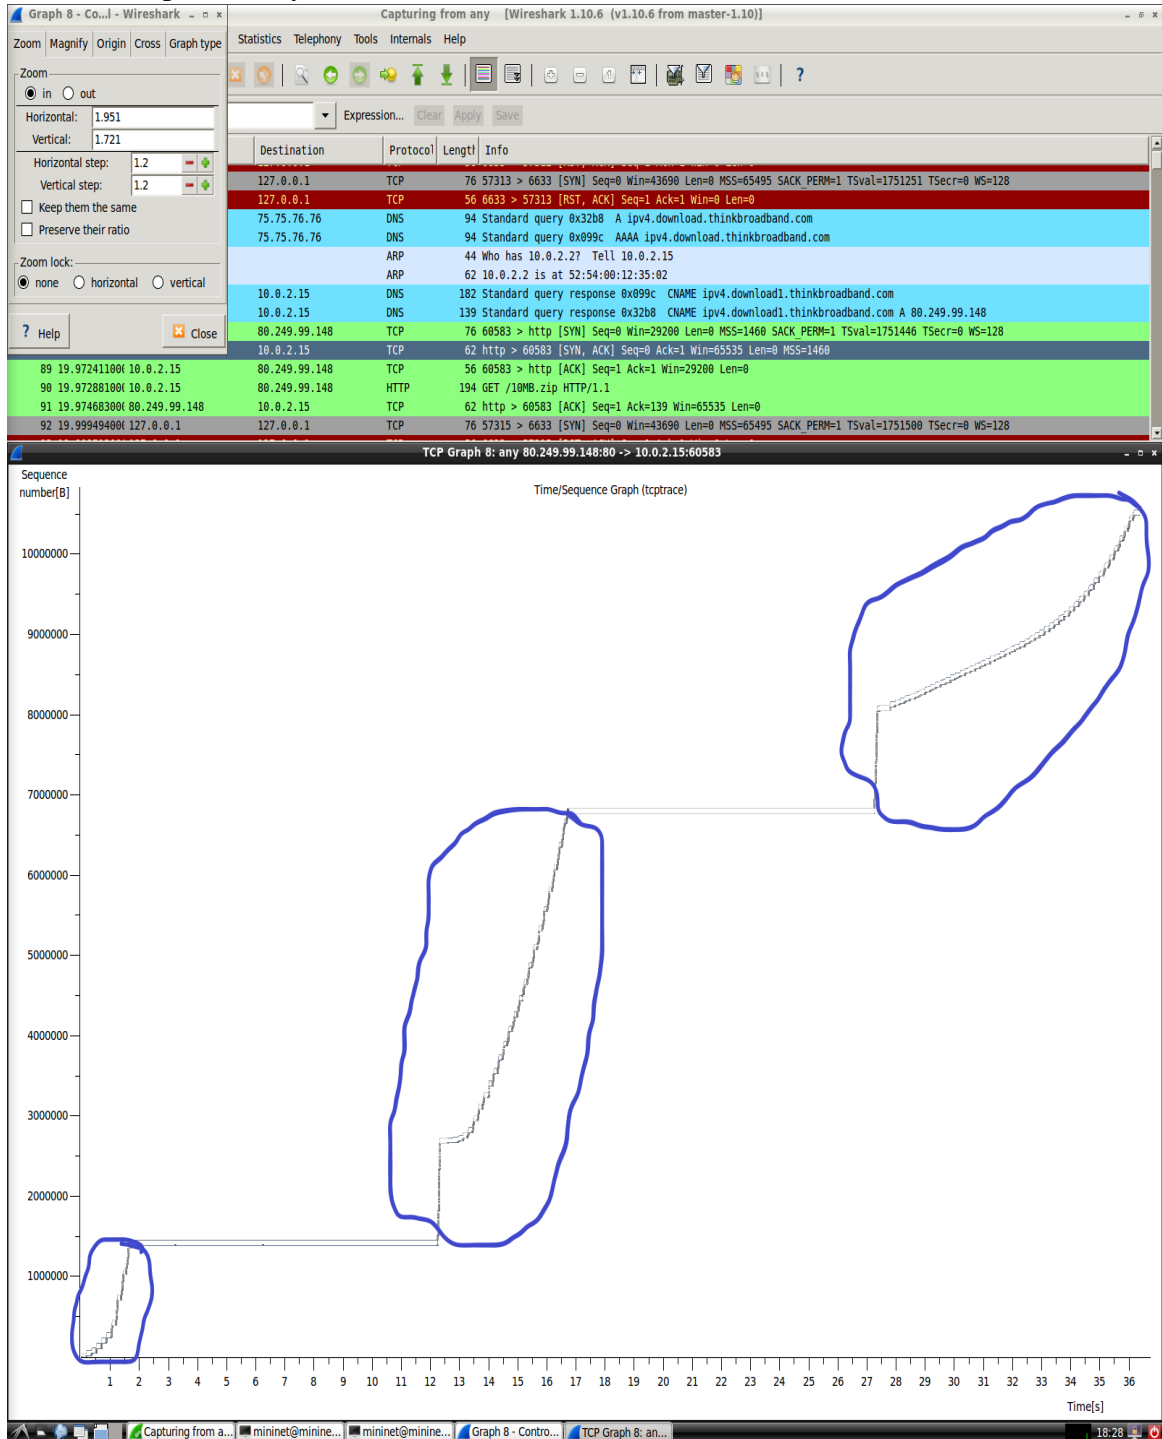 Graph 8 - Co...l - Wireshark
Capturing from any [Wireshark 1.10.6 (v1.10.6 from master-1.10)]
Zoom Magnify Origin Cross Graph type
Statistics Telephony Tools Internals Help
Zoom
in out
Horizontal: 1.951
Vertical: 1.721
Horizontal step: 1.2
Vertical step: 1.2
Keep them the same
Preserve their ratio
Zoom lock:
none horizontal vertical
? Help Close
Expression... Clear Apply Save
Destination Protocol Length Info
127.0.0.1 TCP 76 57313 > 6633 [SYN] Seq=0 Win=43690 Len=0 MSS=65495 SACK_PERM=1 TSval=1751251 TSecr=0 WS=128
127.0.0.1 TCP 56 6633 > 57313 [RST, ACK] Seq=1 Ack=1 Win=0 Len=0
75.75.76.76 DNS 94 Standard query 0x32b8 A ipv4.download.thinkbroadband.com
75.75.76.76 DNS 94 Standard query 0x099c AAAA ipv4.download.thinkbroadband.com
ARP 44 Who has 10.0.2.2? Tell 10.0.2.15
ARP 62 10.0.2.2 is at 52:54:00:12:35:02
10.0.2.15 DNS 182 Standard query response 0x099c CNAME ipv4.download1.thinkbroadband.com
10.0.2.15 DNS 139 Standard query response 0x32b8 CNAME ipv4.download1.thinkbroadband.com A 80.249.99.148
80.249.99.148 TCP 76 60583 > http [SYN] Seq=0 Win=29200 Len=0 MSS=1460 SACK_PERM=1 TSval=1751446 TSecr=0 WS=128
10.0.2.15 TCP 62 http > 60583 [SYN, ACK] Seq=0 Ack=1 Win=65535 Len=0 MSS=1460
89 19.972411000 10.0.2.15 80.249.99.148 TCP 56 60583 > http [ACK] Seq=1 Ack=1 Win=29200 Len=0
90 19.972881000 10.0.2.15 80.249.99.148 HTTP 194 GET /10MB.zip HTTP/1.1
91 19.974683000 80.249.99.148 10.0.2.15 TCP 62 http > 60583 [ACK] Seq=1 Ack=139 Win=65535 Len=0
92 19.999494000 127.0.0.1 127.0.0.1 TCP 76 57315 > 6633 [SYN] Seq=0 Win=43690 Len=0 MSS=65495 SACK_PERM=1 TSval=1751500 TSecr=0 WS=128
TCP Graph 8: any 80.249.99.148:80 -> 10.0.2.15:60583
Sequence
number[B]
Time/Sequence Graph (tcptrace)
10000000
9000000
8000000
7000000
6000000
5000000
4000000
3000000
2000000
1000000
1 2 3 4 5 6 7 8 9 10 11 12 13 14 15 16 17 18 19 20 21 22 23 24 25 26 27 28 29 30 31 32 33 34 35 36
Time[s]
Capturing from a... mininet@minine... mininet@minine... Graph 8 - Contro... TCP Graph 8: an... 18:28